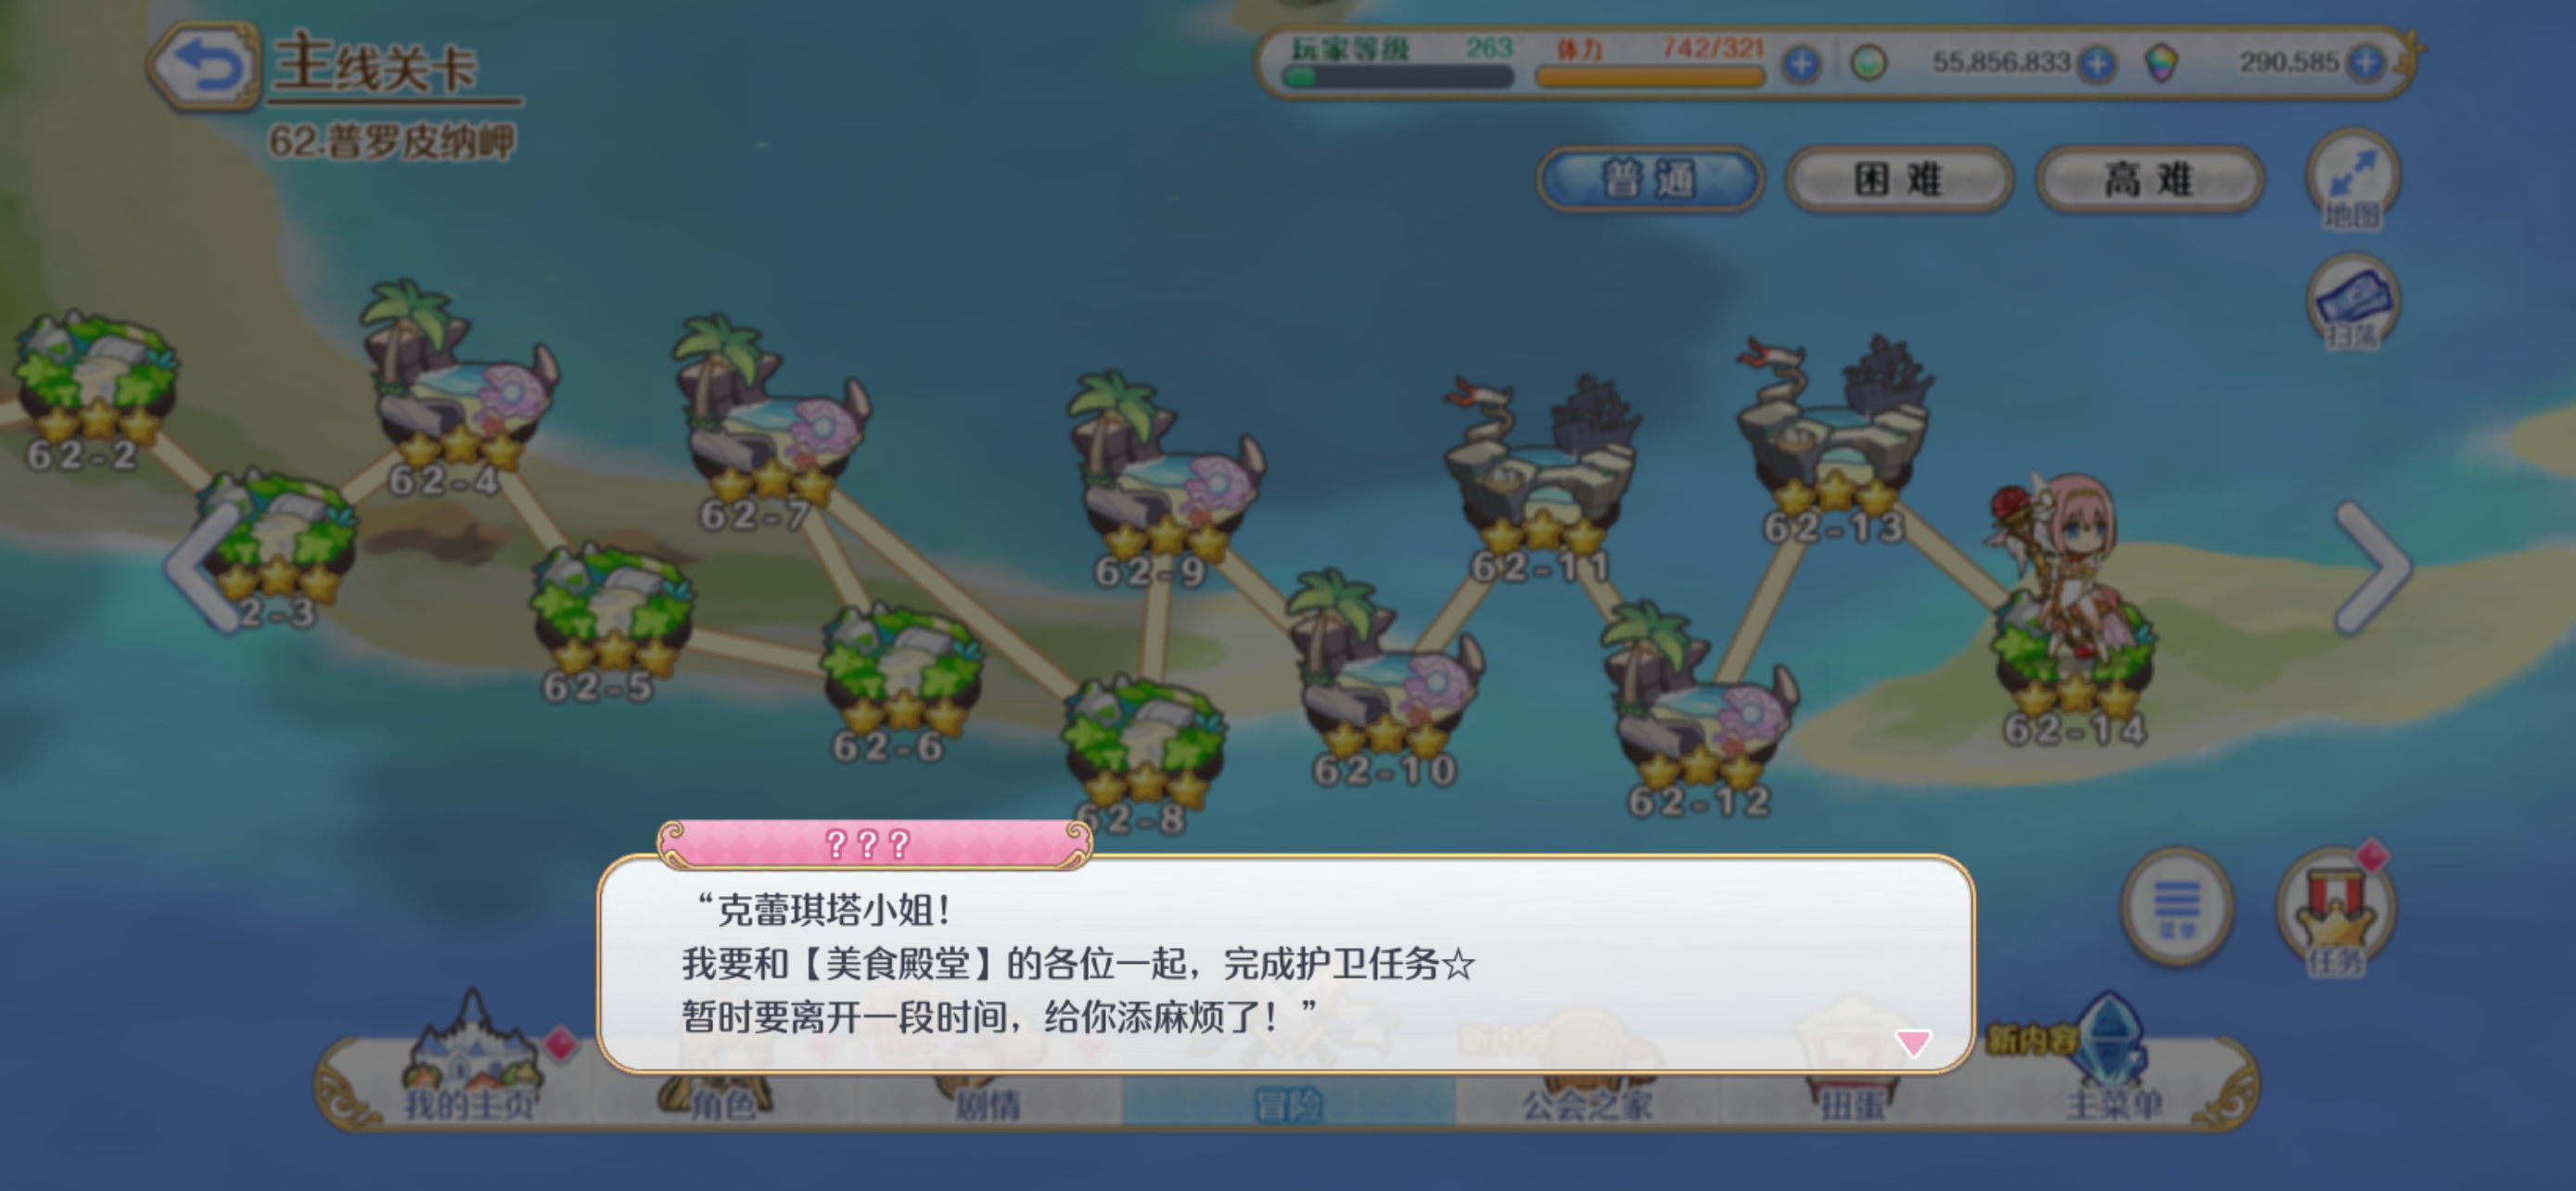 主线关卡
62.普罗皮纳岬
玩家等级 263
体力 742/321
55,856,833
290,585
普通
困难
高难
地图
扫荡
62-2
2-3
62-4
62-5
62-6
62-7
62-8
62-9
62-10
62-11
62-12
62-13
62-14
???
“克蕾琪塔小姐！
我要和【美食殿堂】的各位一起，完成护卫任务☆
暂时要离开一段时间，给你添麻烦了！”
菜单
任务
新内容
新内容
我的主页
角色
剧情
冒险
公会之家
扭蛋
主菜单